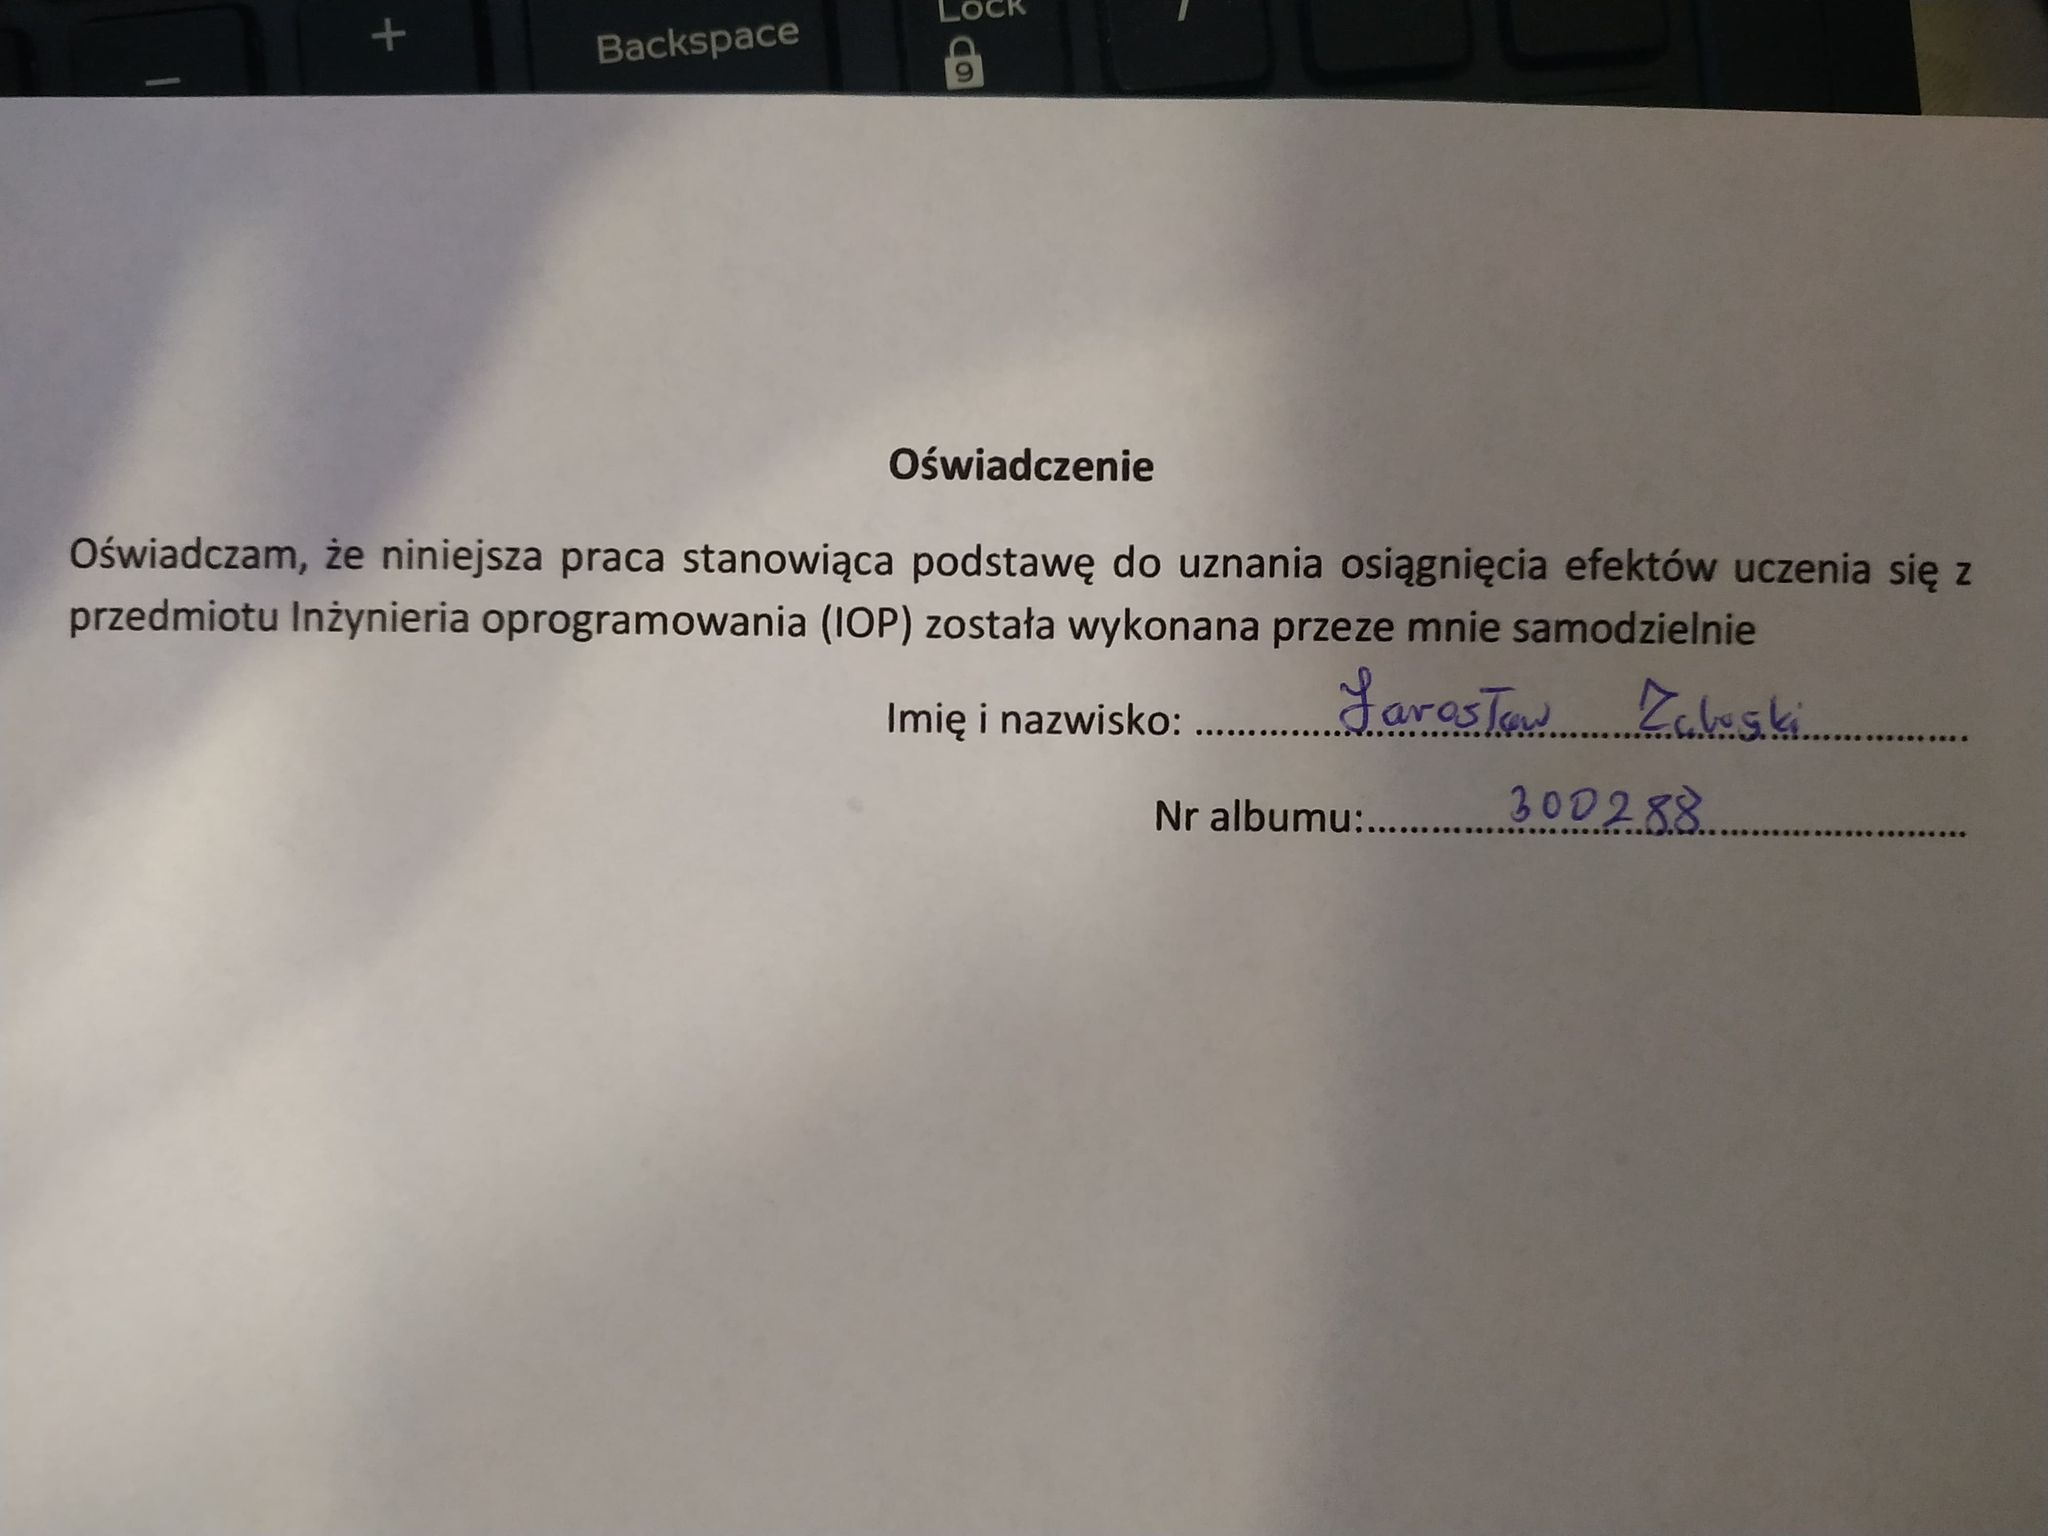 +
_
Backspace
Lock
9
/
Oświadczenie
Oświadczam, że niniejsza praca stanowiąca podstawę do uznania osiągnięcia efektów uczenia się z
przedmiotu Inżynieria oprogramowania (IOP) została wykonana przeze mnie samodzielnie
Imię i nazwisko: Jarosław
Nr albumu: 300288